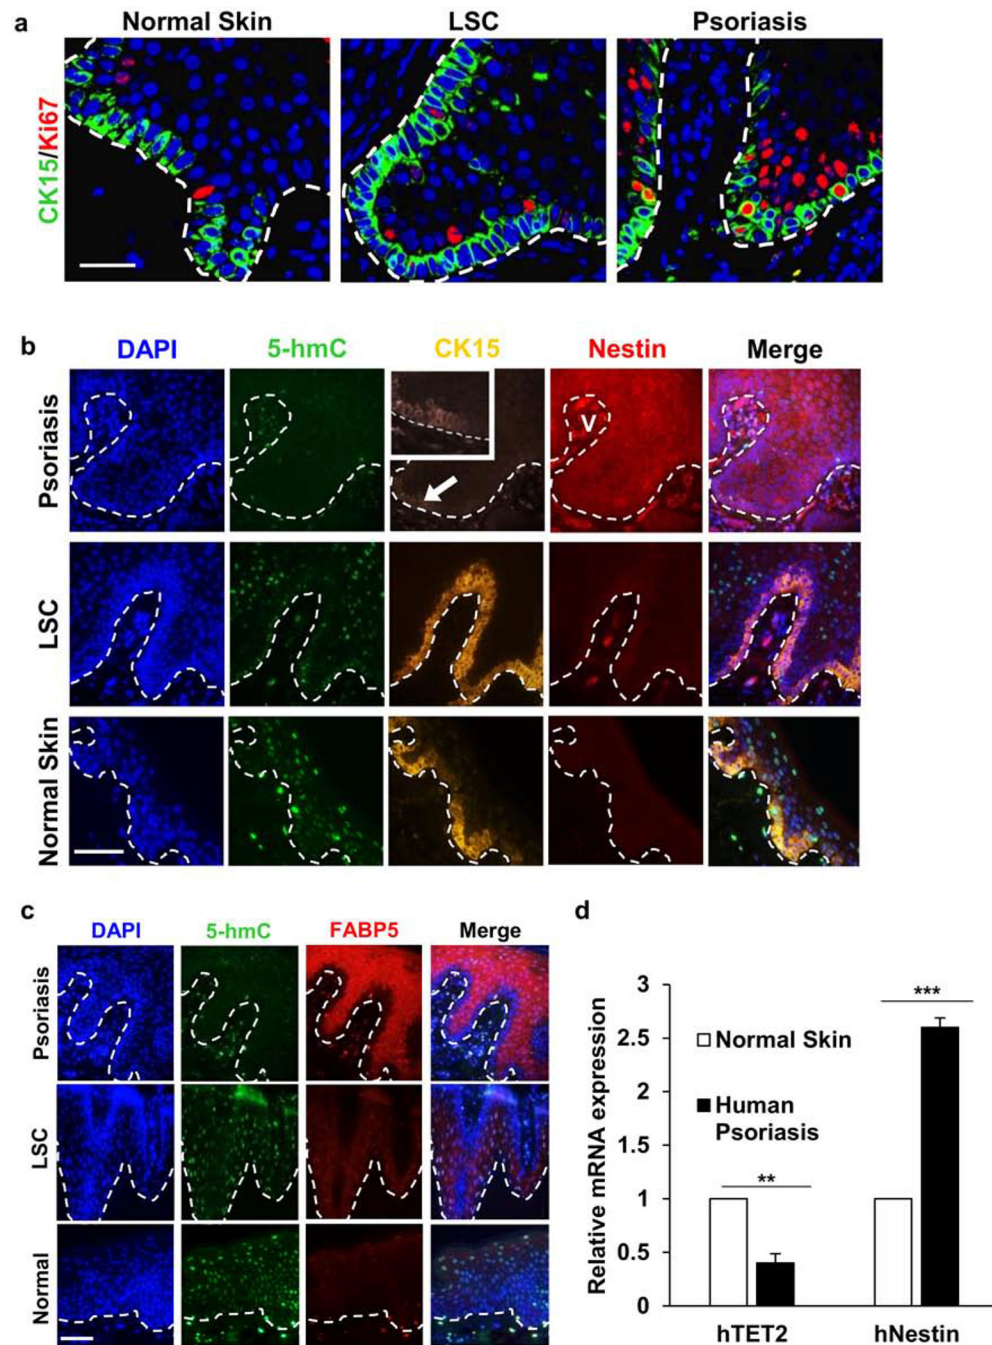 a
Normal Skin
LSC
Psoriasis
CK15/Ki67
b
DAPI
5-hmC
CK15
Nestin
Merge
Psoriasis
V
LSC
Normal Skin
c
DAPI
5-hmC
FABP5
Merge
Psoriasis
LSC
Normal
d
Relative mRNA expression
3
2.5
2
1.5
1
0.5
0
Normal Skin
Human
Psoriasis
**
***
hTET2
hNestin